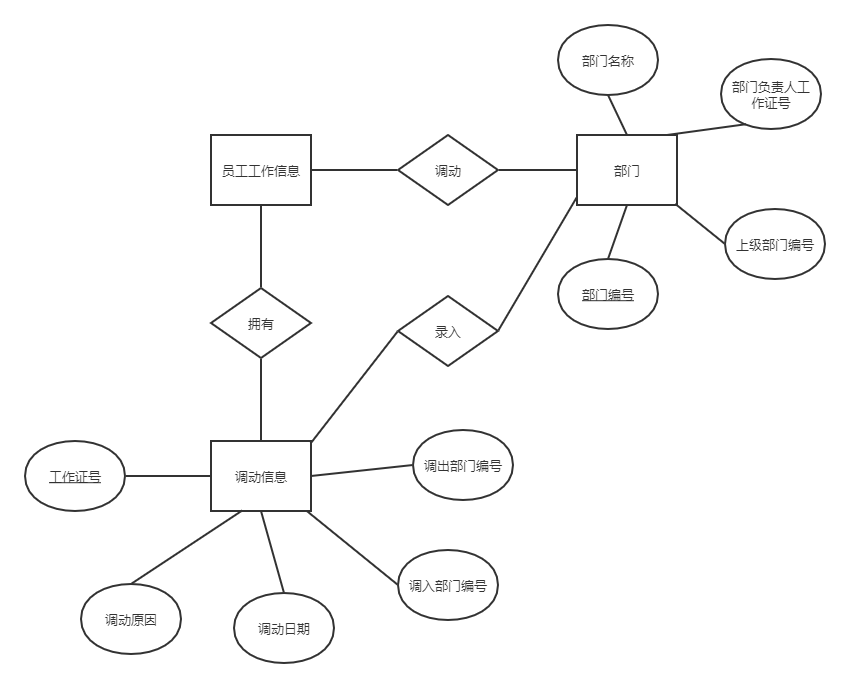 部门名称
部门负责人工
作证号
员工工作信息
调动
部门
上级部门编号
部门编号
拥有
录入
工作证号
调动信息
调出部门编号
调入部门编号
调动原因
调动日期